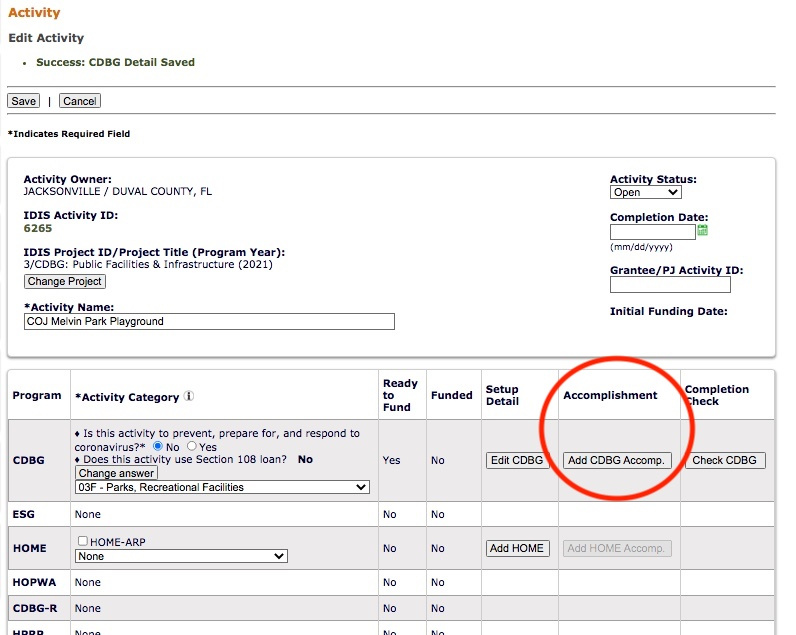 Activity
Edit Activity
• Success: CDBG Detail Saved
Save | Cancel
*Indicates Required Field
Activity Owner:
JACKSONVILLE / DUVAL COUNTY, FL
IDIS Activity ID:
6265
IDIS Project ID/Project Title (Program Year):
3/CDBG: Public Facilities & Infrastructure (2021)
Change Project
*Activity Name:
COJ Melvin Park Playground
Activity Status:
Open
Completion Date:
(mm/dd/yyyy)
Grantee/PJ Activity ID:
Initial Funding Date:
Program *Activity Category Ready to Fund Funded Setup Detail Accomplishment Completion Check
CDBG
♦ Is this activity to prevent, prepare for, and respond to
coronavirus?* No Yes
♦ Does this activity use Section 108 loan? No
Change answer
03F - Parks, Recreational Facilities
Yes No Edit CDBG Add CDBG Accomp. Check CDBG
ESG None No No
HOME
HOME-ARP
None
No No Add HOME Add HOME Accomp.
HOPWA None No No
CDBG-R None No No
HPRP None No No